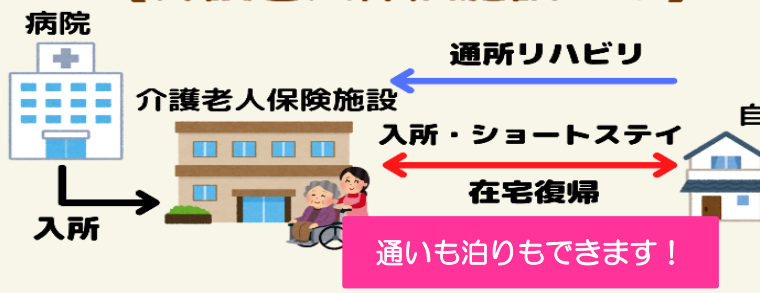 病院
通所リハビリ
介護老人保険施設
入所・ショートステイ
在宅復帰
入所
通いも泊りもできます！